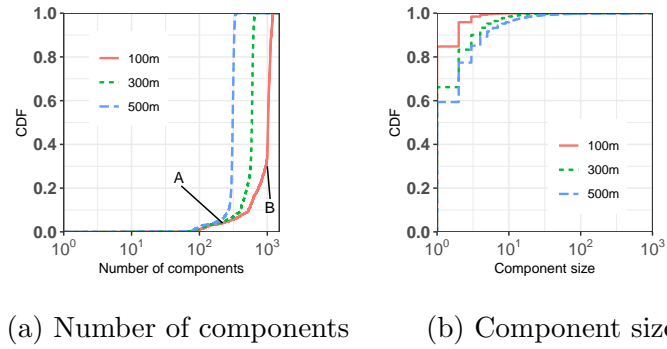 1.0
0.8
0.6
0.4
0.2
0.0
CDF
100m
300m
500m
A
B
10^0
10^1
10^2
10^3
Number of components
(a) Number of components
1.0
0.8
0.6
0.4
0.2
0.0
CDF
100m
300m
500m
10^0
10^1
10^2
10^3
Component size
(b) Component size